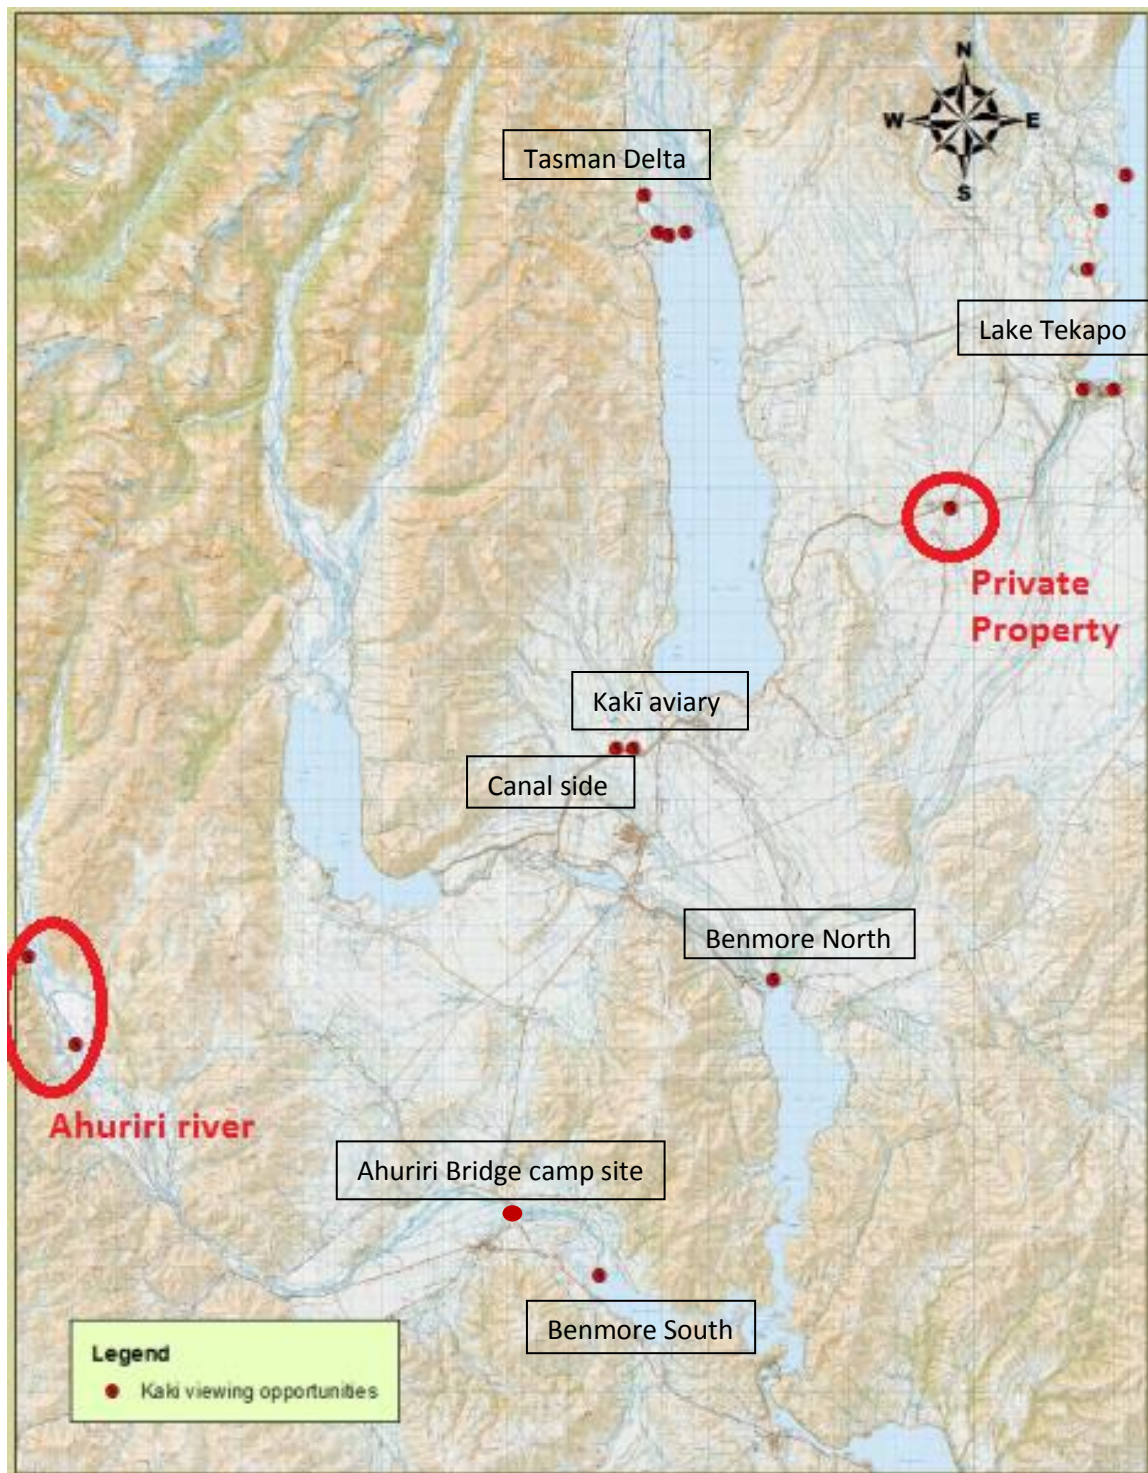 N
W
E
S
Tasman Delta
Lake Tekapo
Private
Property
Kakī aviary
Canal side
Benmore North
Ahuriri river
Ahuriri Bridge camp site
Benmore South
Legend
Kaki viewing opportunities